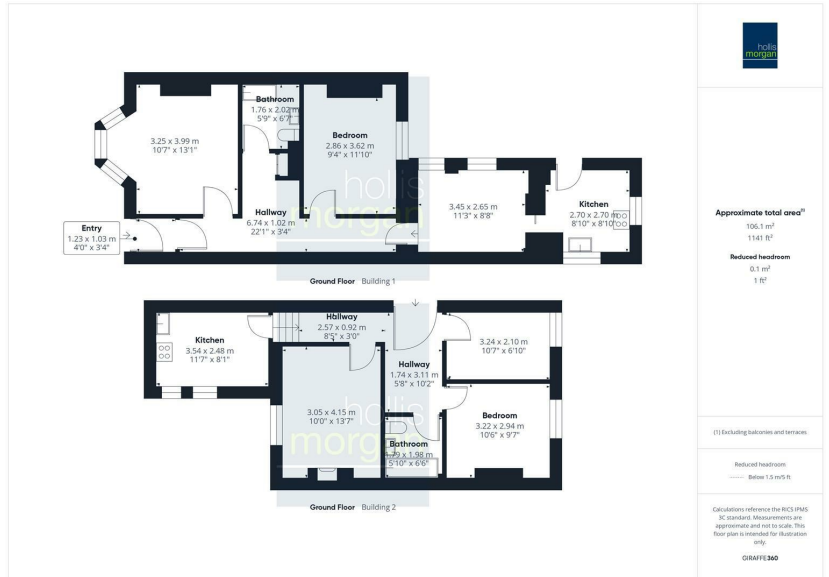 hollis
morgan
Bathroom
1.76 x 2.02 m
5'9" x 6'7"
3.25 x 3.99 m
10'7" x 13'1"
Bedroom
2.86 x 3.62 m
9'4" x 11'10"
3.45 x 2.65 m
11'3" x 8'8"
Kitchen
2.70 x 2.70 m
8'10" x 8'10"
hollis
morgan
Hallway
6.74 x 1.02 m
22'1" x 3'4"
Entry
1.23 x 1.03 m
4'0" x 3'4"
Ground Floor Building 1
Hallway
2.57 x 0.92 m
8'5" x 3'0"
Kitchen
3.54 x 2.48 m
11'7" x 8'1"
3.24 x 2.10 m
10'7" x 6'10"
Hallway
1.74 x 3.11 m
5'8" x 10'2"
3.05 x 4.15 m
10'0" x 13'7"
Bedroom
3.22 x 2.94 m
10'6" x 9'7"
hollis
morgan
Bathroom
1.79 x 1.98 m
5'10" x 6'6"
Ground Floor Building 2
Approximate total area(1)
106.1 m²
1141 ft²
Reduced headroom
0.1 m²
1 ft²
(1) Excluding balconies and terraces
Reduced headroom
Below 1.5 m/5 ft
Calculations reference the RICS IPMS
3C standard. Measurements are
approximate and not to scale. This
floor plan is intended for illustration
only.
GIRAFFE360